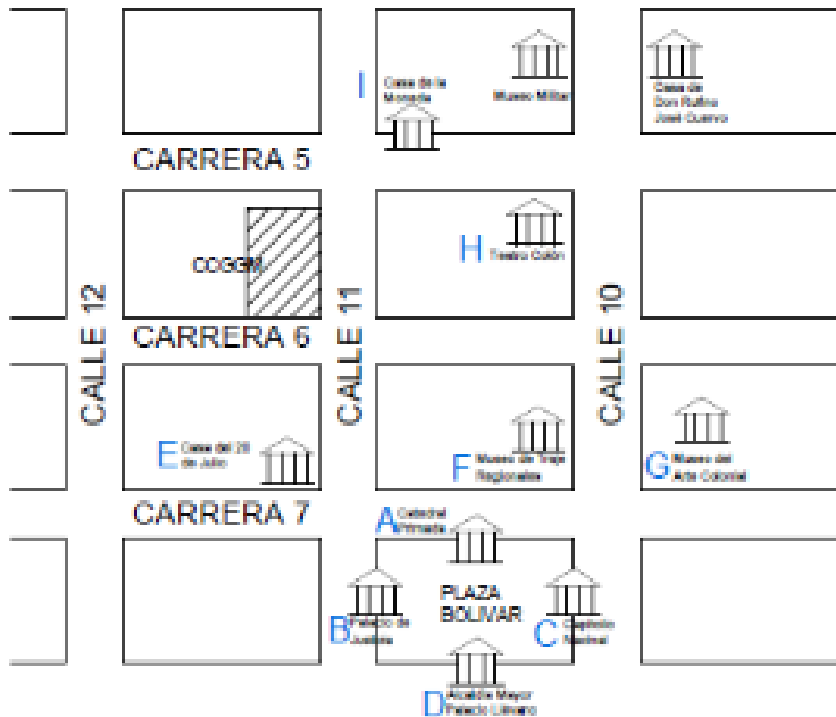 I
Casa de la
Moneda
Museo Militar
Casa de
Don Rufino
José Cuervo
CARRERA 5
H
Teatro Colón
CALLE 12
CALLE 11
CALLE 10
CARRERA 6
E
Casa del 20
de Julio
F
Museo de Traje
Regionales
G
Museo del
Arte Colonial
CARRERA 7
A
Catedral
Primada
PLAZA
BOLIVAR
B
Palacio de
Justicia
C
Capitolio
Nacional
D
Alcaldía Mayor
Palacio Liévano